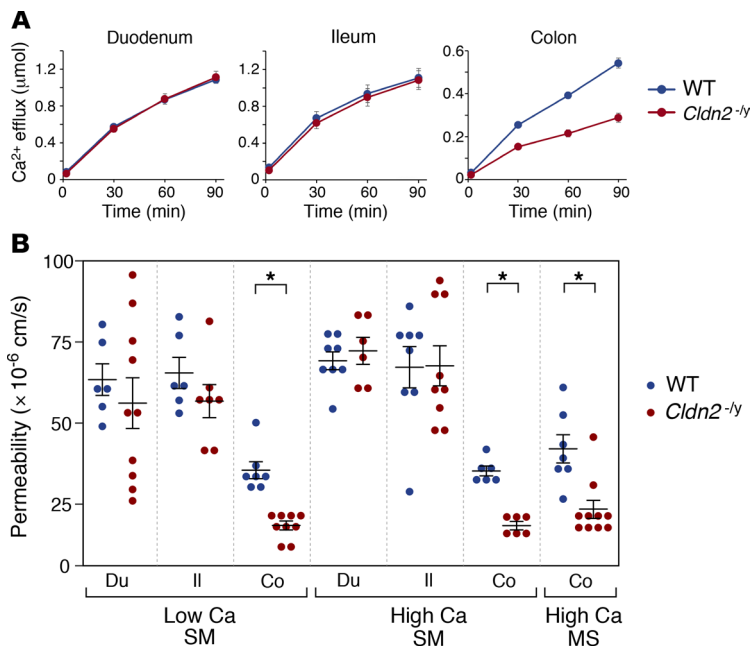 A
Duodenum
Ileum
Colon
Ca²⁺ efflux (μmol)
1.2
0.8
0.4
0
0 30 60 90
Time (min)
1.2
0.8
0.4
0
0 30 60 90
Time (min)
0.6
0.4
0.2
0
0 30 60 90
Time (min)
WT
Cldn2⁻/y
B
Permeability (× 10⁻⁶ cm/s)
100
75
50
25
0
* * *
Du Il Co Du Il Co Co
Low Ca
SM
High Ca
SM
High Ca
MS
WT
Cldn2⁻/y